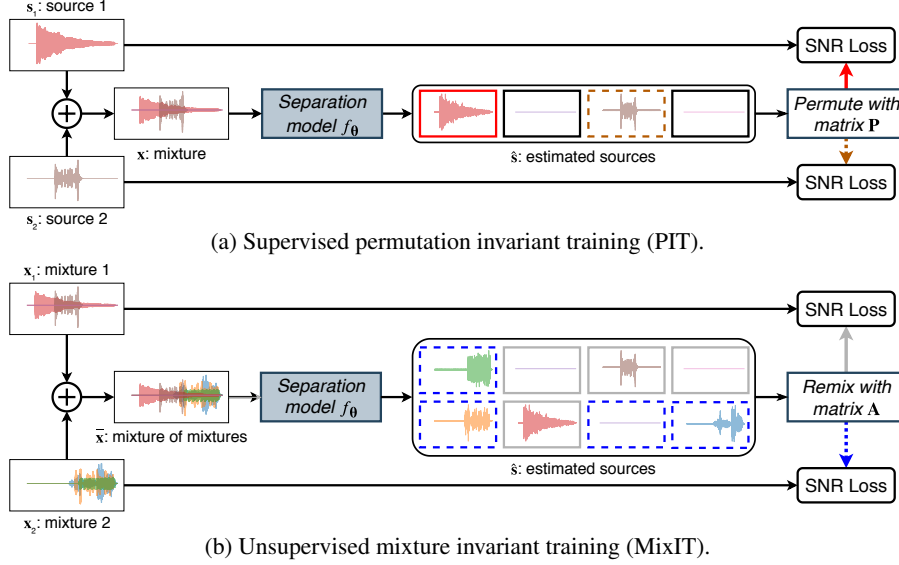 s₁: source 1
SNR Loss
Separation
model f_θ
Permute with
matrix P
x: mixture
ŝ: estimated sources
SNR Loss
s₂: source 2
(a) Supervised permutation invariant training (PIT).
x₁: mixture 1
SNR Loss
Separation
model f_θ
Remix with
matrix A
x̄: mixture of mixtures
ŝ: estimated sources
SNR Loss
x₂: mixture 2
(b) Unsupervised mixture invariant training (MixIT).